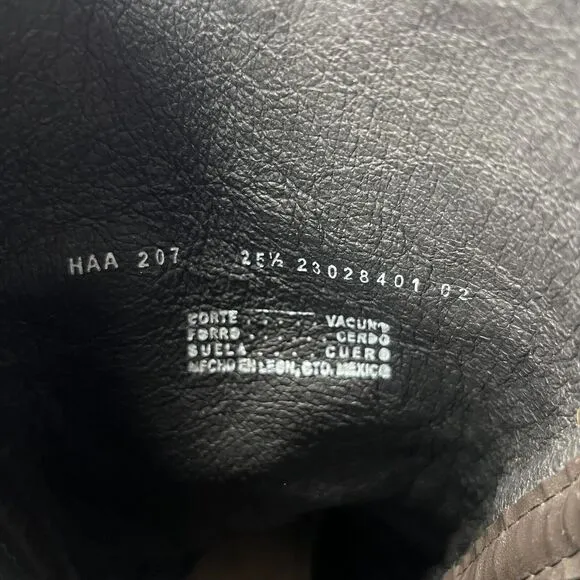 HAA 207 25½ 23028401 02
CORTE . . . . . VACUNO
FORRO . . . . . CERDO
SUELA . . . . . CUERO
HECHO EN LEON, GTO. MEXICO